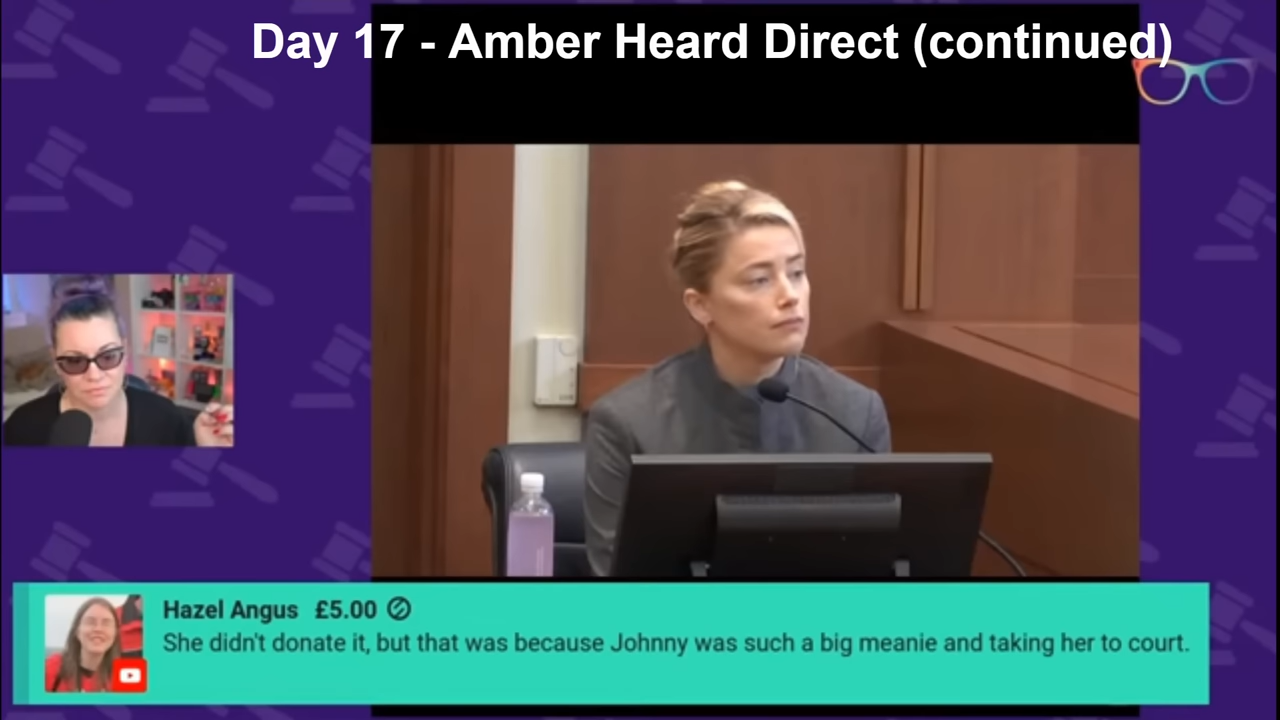 Day 17 - Amber Heard Direct (continued)
Hazel Angus £5.00
She didn't donate it, but that was because Johnny was such a big meanie and taking her to court.